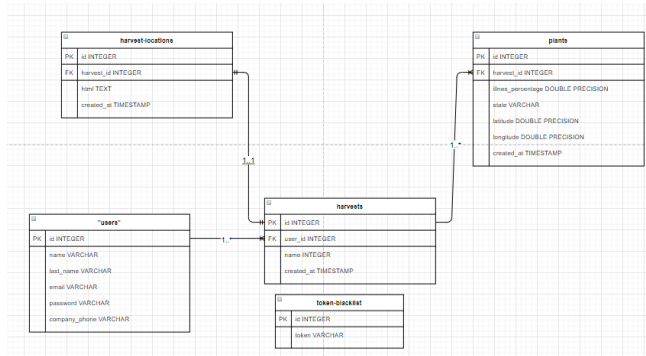 harvest-locations
PK id INTEGER
FK harvest_id INTEGER
html TEXT
created_at TIMESTAMP
plants
PK id INTEGER
FK harvest_id INTEGER
illnes_percentage DOUBLE PRECISION
state VARCHAR
latitude DOUBLE PRECISION
longitude DOUBLE PRECISION
created_at TIMESTAMP
1..*
1..1
harvests
PK id INTEGER
FK user_id INTEGER
name INTEGER
created_at TIMESTAMP
"users"
PK id INTEGER
name VARCHAR
last_name VARCHAR
email VARCHAR
password VARCHAR
company_phone VARCHAR
1..*
token-blacklist
PK id INTEGER
token VARCHAR